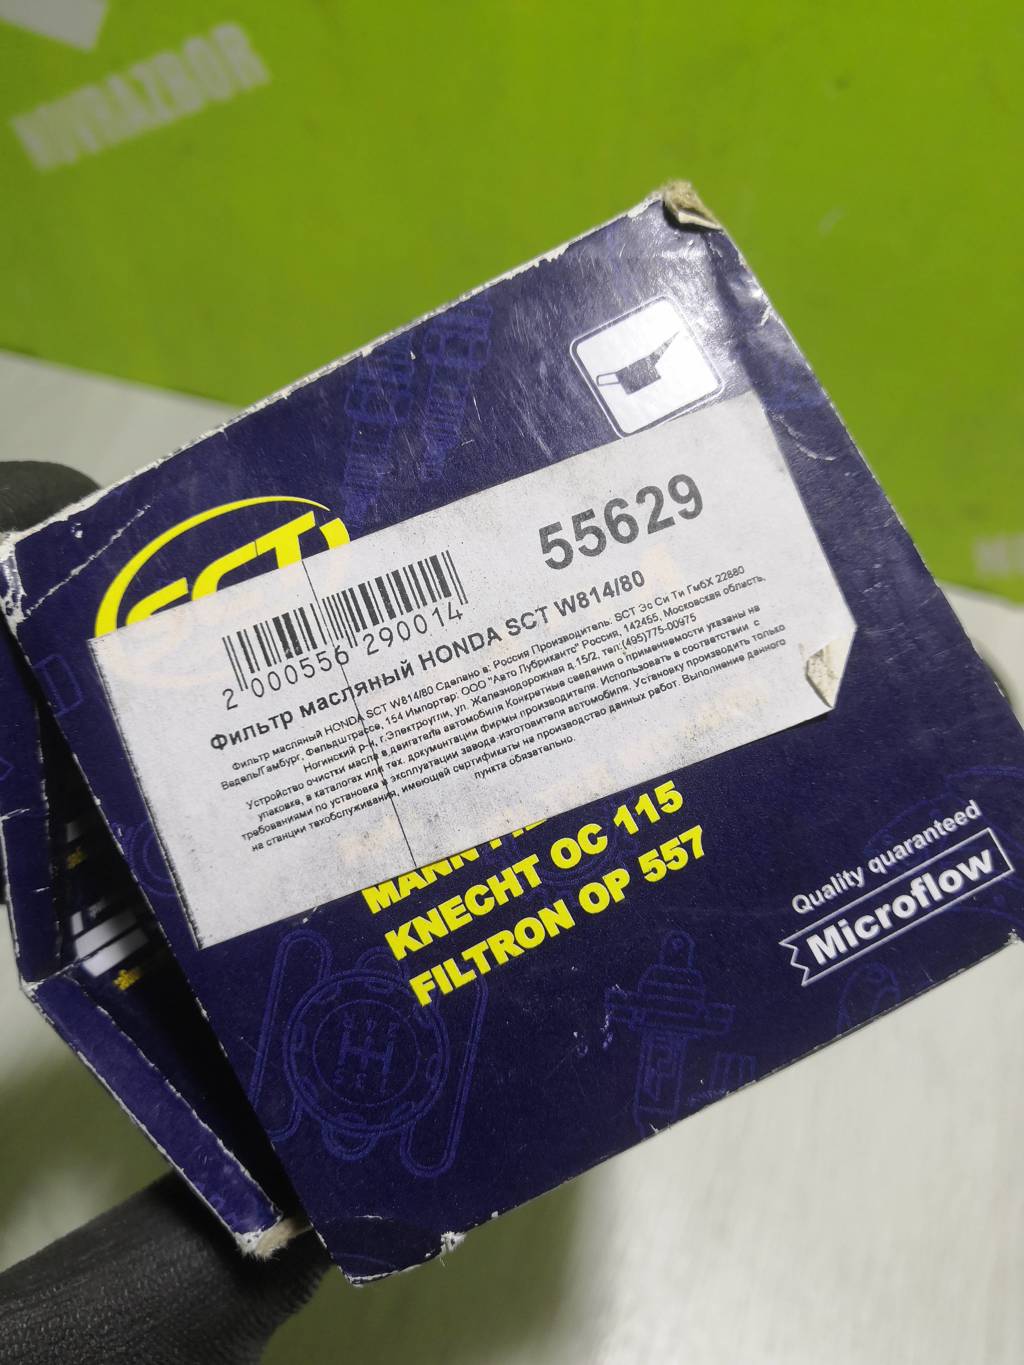 NIVRAZBOR
SCT
55629
2 000556 290014
Фильтр масляный HONDA SCT W814/80
Фильтр масляный HONDA SCT W814/80 Сделано в: Россия Производитель: SCT Эс Си Ти ГмбХ 22880
Ведель/Гамбург, Фельдштрассе, 154 Импортер: ООО "Авто Лубрикантс" Россия, 142455, Московская область,
Ногинский р-н, г.Электроугли, ул. Железнодорожная д.15/2, тел:(495)775-00975
Устройство очистки масла в двигателе автомобиля Конкретные сведения о применяемости указаны на
упаковке, в каталогах или тех. документации фирмы производителя. Использовать в соответствии с
требованиями по установке и эксплуатации завода-изготовителя автомобиля. Установку производить только
на станции техобслуживания, имеющей сертификаты на производство данных работ. Выполнение данного
пункта обязательно.
MANN
KNECHT OC 115
FILTRON OP 557
Quality quaranteed
Microflow